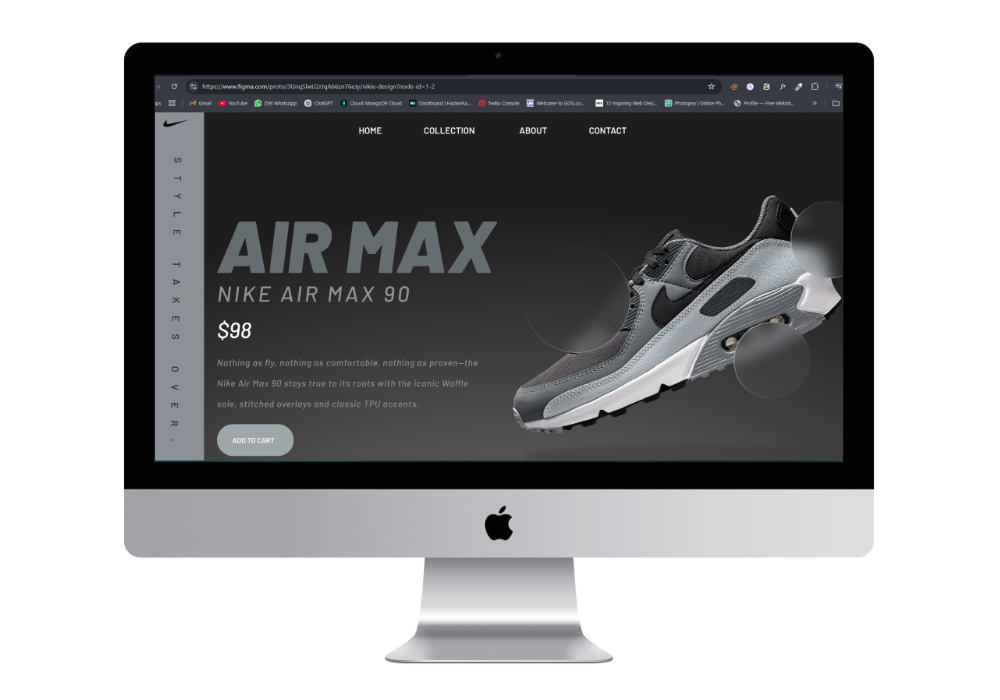 https://www.figma.com/proto/
nikie-design?node-id=1-2
Gmail
YouTube
(59) WhatsApp
ChatGPT
Cloud: MongoDB Cloud
Dashboard | HackerRa...
Twilio Console
Welcome to GOG.co...
13 Inspiring Web Desi...
Photopea | Online Ph...
Profile — Free Websit...
HOME
COLLECTION
ABOUT
CONTACT
STYLE TAKES OVER.
AIR MAX
NIKE AIR MAX 90
$98
Nothing as fly, nothing as comfortable, nothing as proven—the
Nike Air Max 90 stays true to its roots with the iconic Waffle
sole, stitched overlays and classic TPU accents.
ADD TO CART